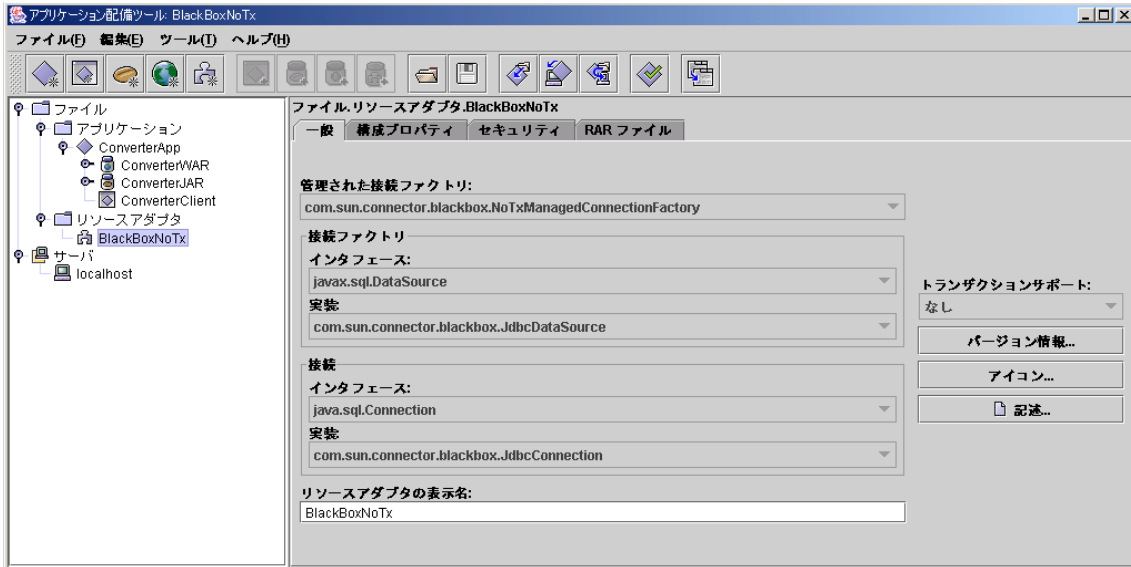 アプリケーション配備ツール: BlackBoxNoTx
ファイル(F) 編集(E) ツール(T) ヘルプ(H)
ファイル
アプリケーション
ConverterApp
ConverterWAR
ConverterJAR
ConverterClient
リソースアダプタ
BlackBoxNoTx
サーバ
localhost
ファイル.リソースアダプタ.BlackBoxNoTx
一般 構成プロパティ セキュリティ RAR ファイル
管理された接続ファクトリ:
com.sun.connector.blackbox.NoTxManagedConnectionFactory
接続ファクトリ
インタフェース:
javax.sql.DataSource
実装:
com.sun.connector.blackbox.JdbcDataSource
接続
インタフェース:
java.sql.Connection
実装:
com.sun.connector.blackbox.JdbcConnection
リソースアダプタの表示名:
BlackBoxNoTx
トランザクションサポート:
なし
バージョン情報...
アイコン...
記述...